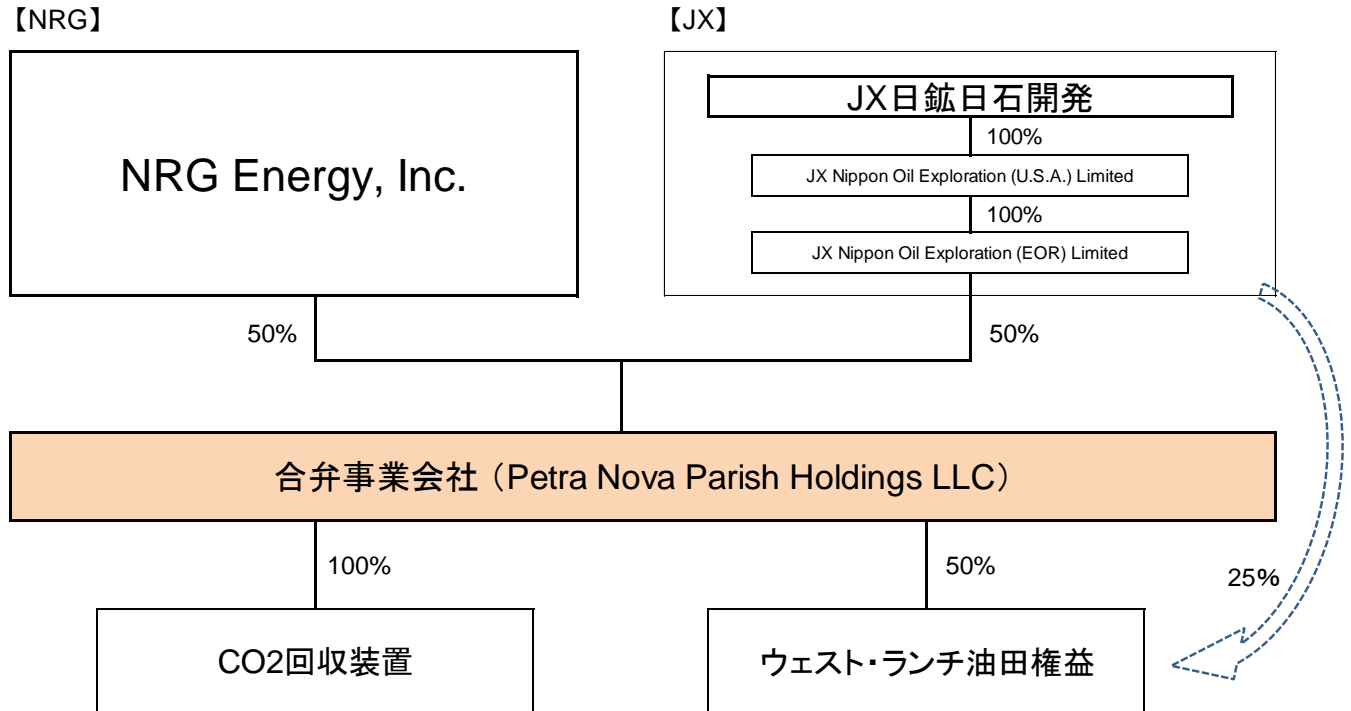 【NRG】
【JX】
NRG Energy, Inc.
JX日鉱日石開発
100%
JX Nippon Oil Exploration (U.S.A.) Limited
100%
JX Nippon Oil Exploration (EOR) Limited
50%
50%
合弁事業会社（Petra Nova Parish Holdings LLC）
100%
50%
25%
CO2回収装置
ウェスト・ランチ油田権益